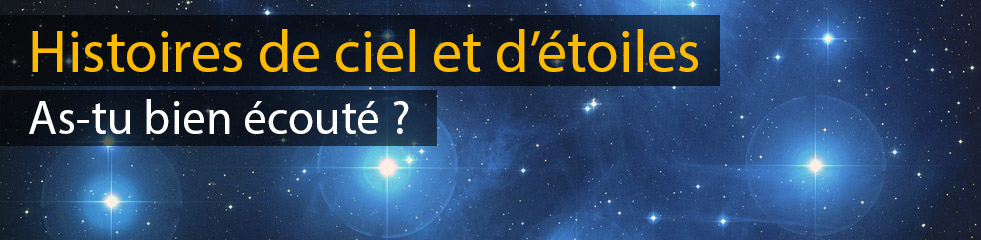 Histoires de ciel et d’étoiles
As-tu bien écouté ?